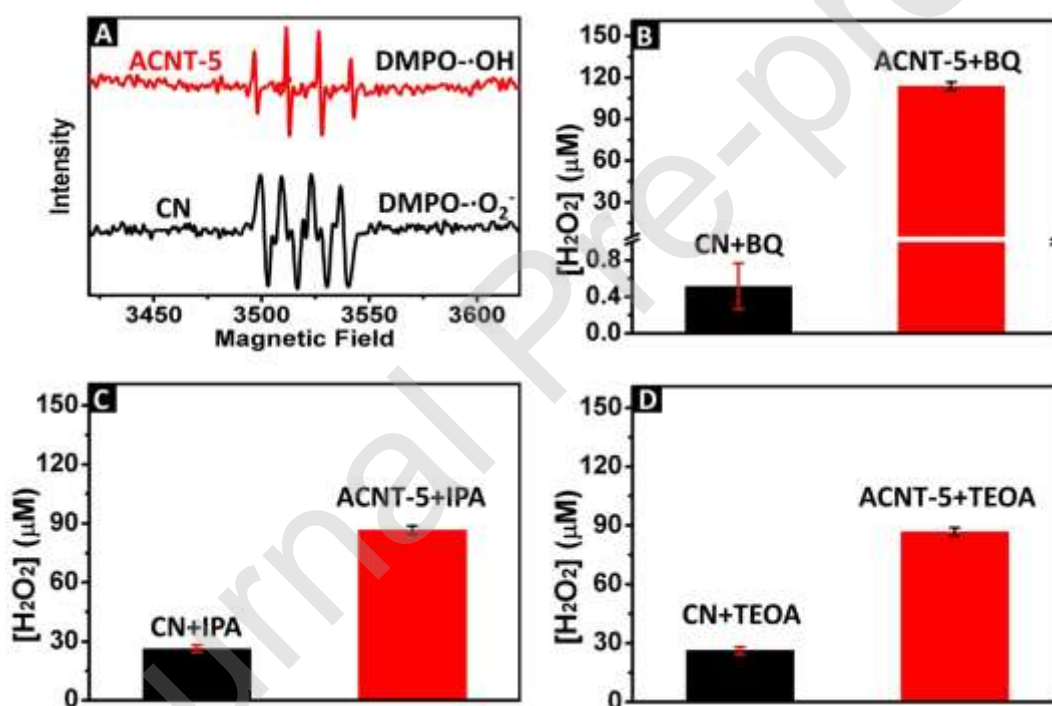 A
ACNT-5
DMPO-·OH
CN
DMPO-·O₂⁻
Intensity
3450
3500
3550
3600
Magnetic Field
B
ACNT-5+BQ
CN+BQ
[H₂O₂] (μM)
150
120
90
60
30
0.8
0.4
0.0
C
ACNT-5+IPA
CN+IPA
[H₂O₂] (μM)
150
120
90
60
30
0
D
ACNT-5+TEOA
CN+TEOA
[H₂O₂] (μM)
150
120
90
60
30
0
urnal Pre-pr